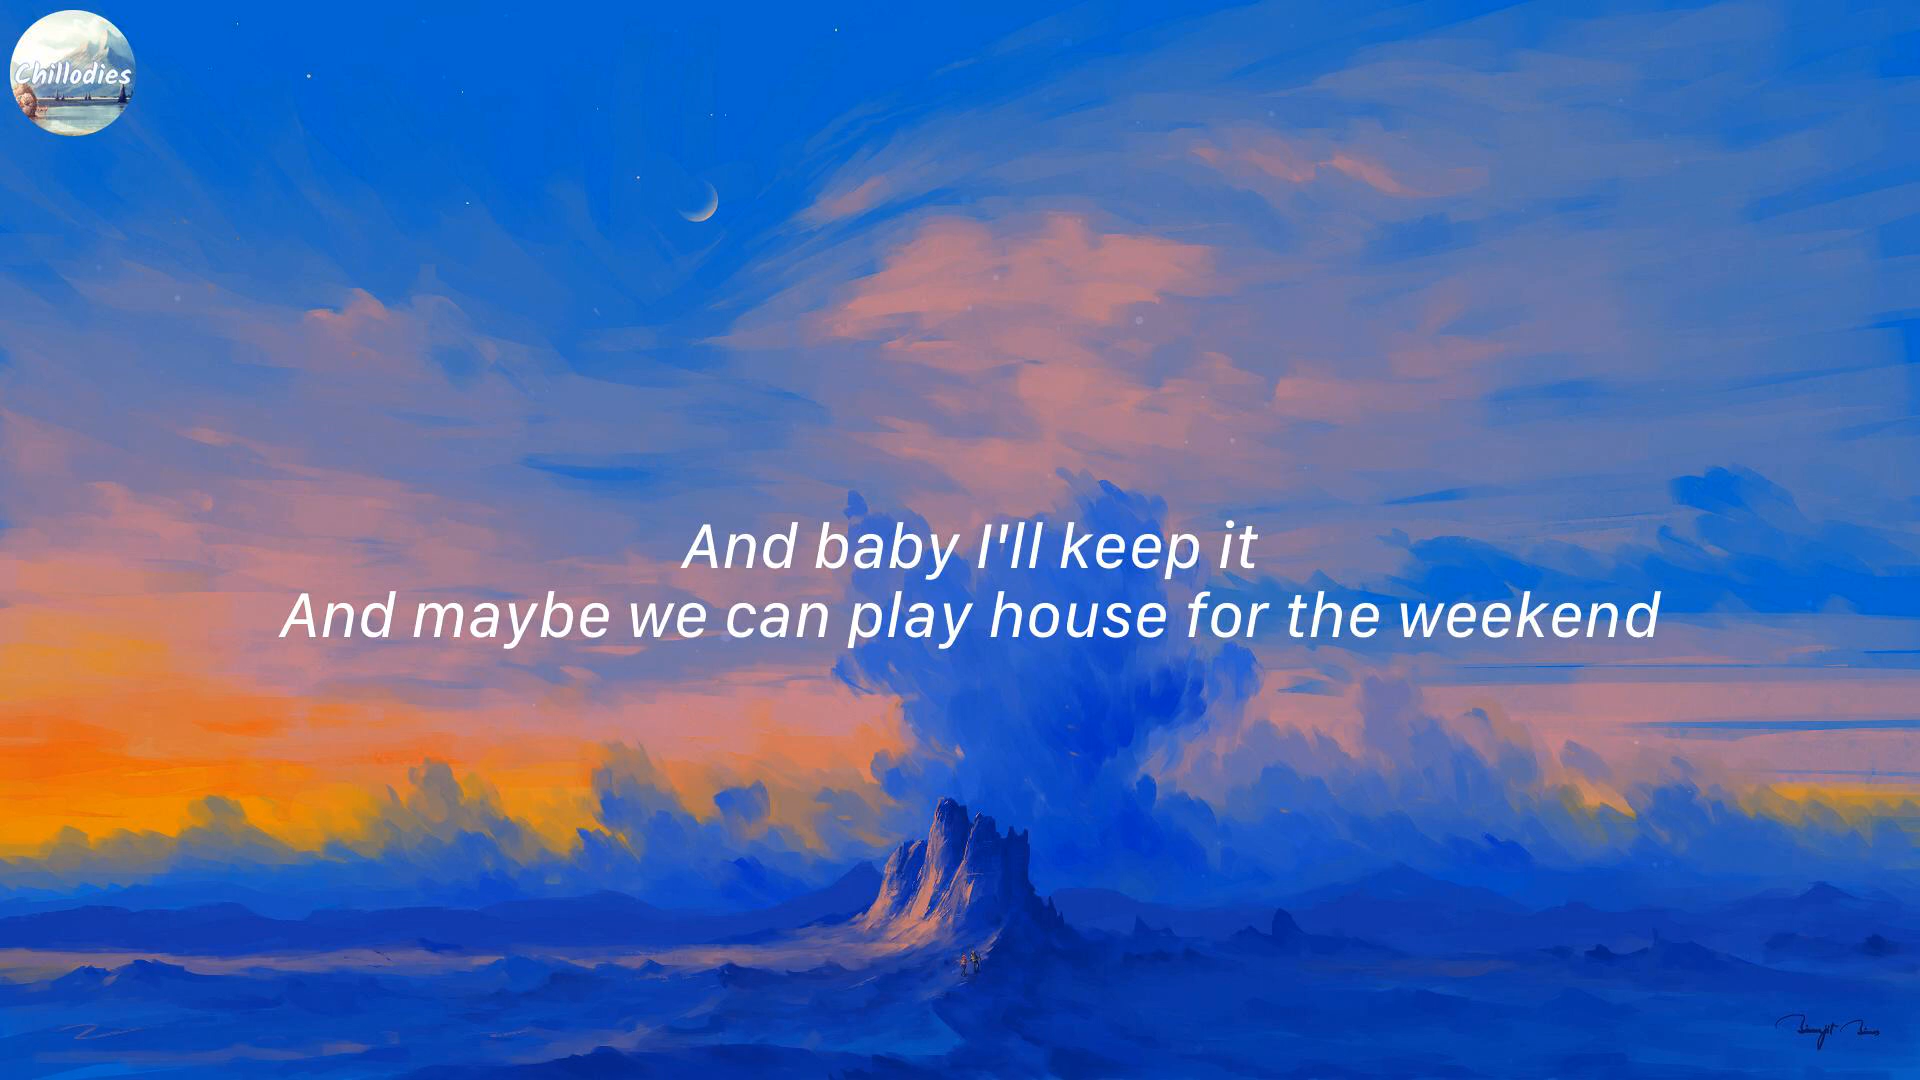 Chillodies
And baby I'll keep it
And maybe we can play house for the weekend